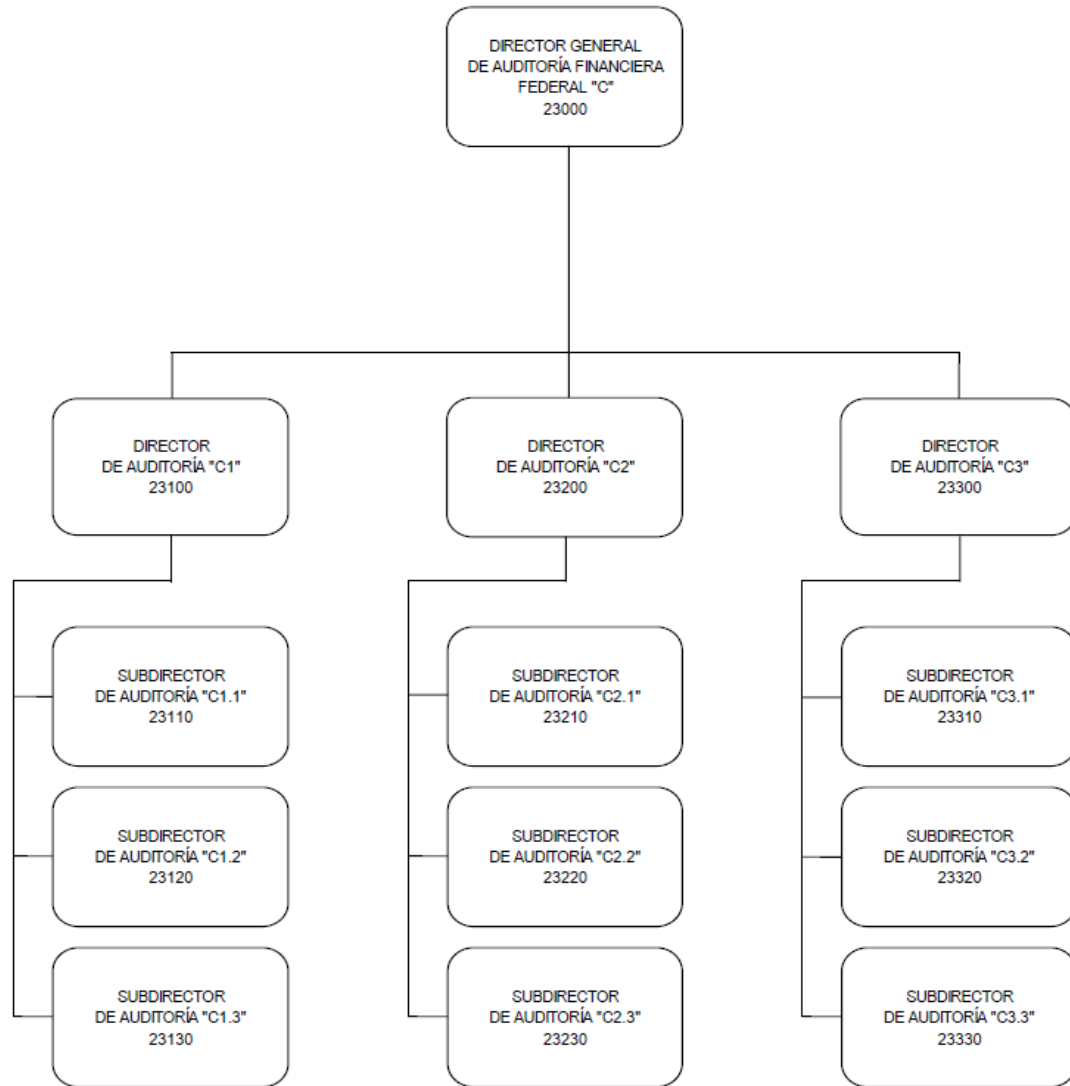 DIRECTOR GENERAL
DE AUDITORÍA FINANCIERA
FEDERAL "C"
23000
DIRECTOR
DE AUDITORÍA "C1"
23100
DIRECTOR
DE AUDITORÍA "C2"
23200
DIRECTOR
DE AUDITORÍA "C3"
23300
SUBDIRECTOR
DE AUDITORÍA "C1.1"
23110
SUBDIRECTOR
DE AUDITORÍA "C2.1"
23210
SUBDIRECTOR
DE AUDITORÍA "C3.1"
23310
SUBDIRECTOR
DE AUDITORÍA "C1.2"
23120
SUBDIRECTOR
DE AUDITORÍA "C2.2"
23220
SUBDIRECTOR
DE AUDITORÍA "C3.2"
23320
SUBDIRECTOR
DE AUDITORÍA "C1.3"
23130
SUBDIRECTOR
DE AUDITORÍA "C2.3"
23230
SUBDIRECTOR
DE AUDITORÍA "C3.3"
23330